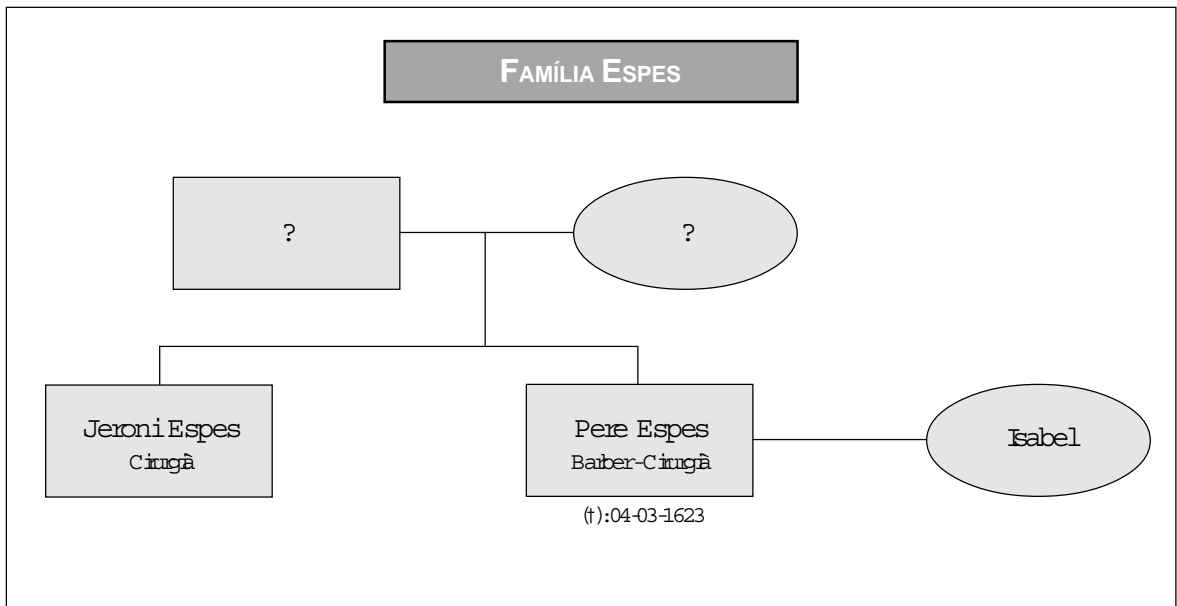 FAMÍLIA ESPES
?
?
Jeroni Espes
Cirurgià
Pere Espes
Barber-Cirurgià
(†):04-03-1623
Isabel